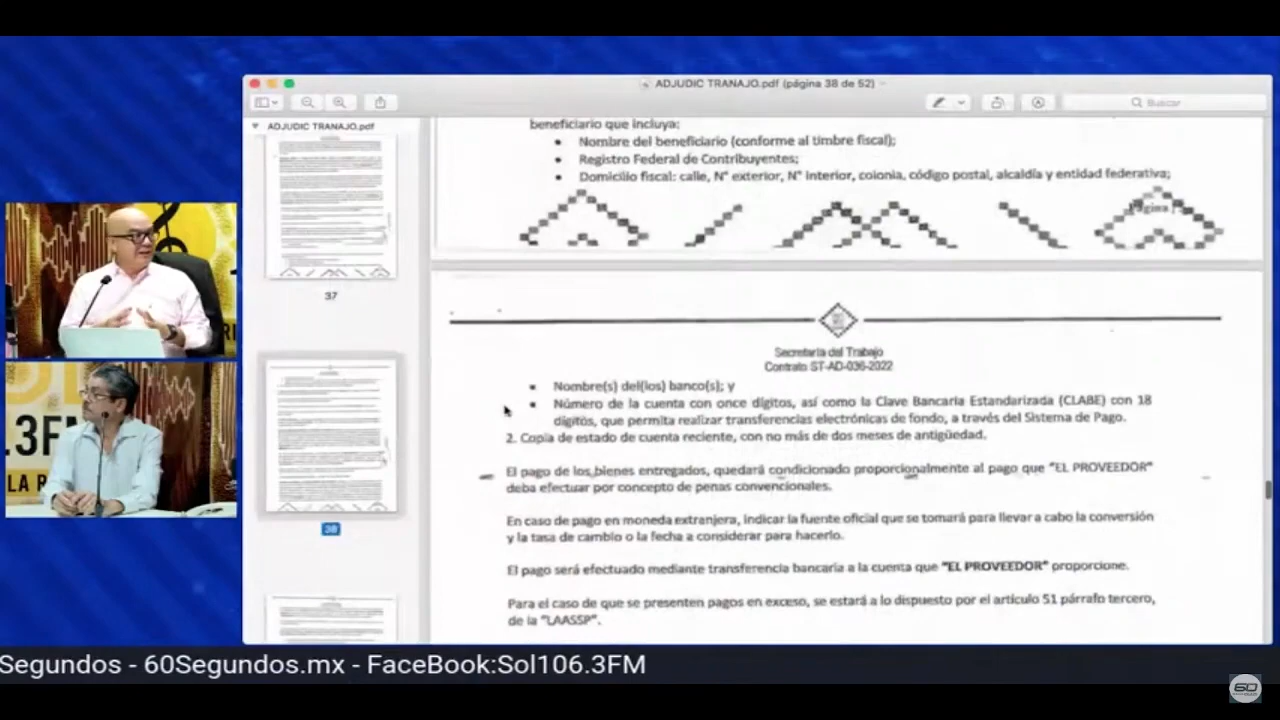 ADJUDIC TRANAJO.pdf (página 38 de 52)
Buscar
ADJUDIC TRANAJO.pdf
37
38
beneficiario que incluya:
• Nombre del beneficiario (conforme al timbre fiscal);
• Registro Federal de Contribuyentes;
• Domicilio fiscal: calle, N° exterior, N° interior, colonia, código postal, alcaldía y entidad federativa;
Página
Secretaría del Trabajo
Contrato ST-AD-036-2022
• Nombre(s) del(los) banco(s); y
• Número de la cuenta con once dígitos, así como la Clave Bancaria Estandarizada (CLABE) con 18
dígitos, que permita realizar transferencias electrónicas de fondo, a través del Sistema de Pago.
2. Copia de estado de cuenta reciente, con no más de dos meses de antigüedad.
El pago de los bienes entregados, quedará condicionado proporcionalmente al pago que "EL PROVEEDOR"
deba efectuar por concepto de penas convencionales.
En caso de pago en moneda extranjera, indicar la fuente oficial que se tomará para llevar a cabo la conversión
y la tasa de cambio o la fecha a considerar para hacerlo.
El pago será efectuado mediante transferencia bancaria a la cuenta que "EL PROVEEDOR" proporcione.
Para el caso de que se presenten pagos en exceso, se estará a lo dispuesto por el artículo 51 párrafo tercero,
de la "LAASSP".
.3F
LA R
Segundos - 60Segundos.mx - FaceBook:Sol106.3FM
60